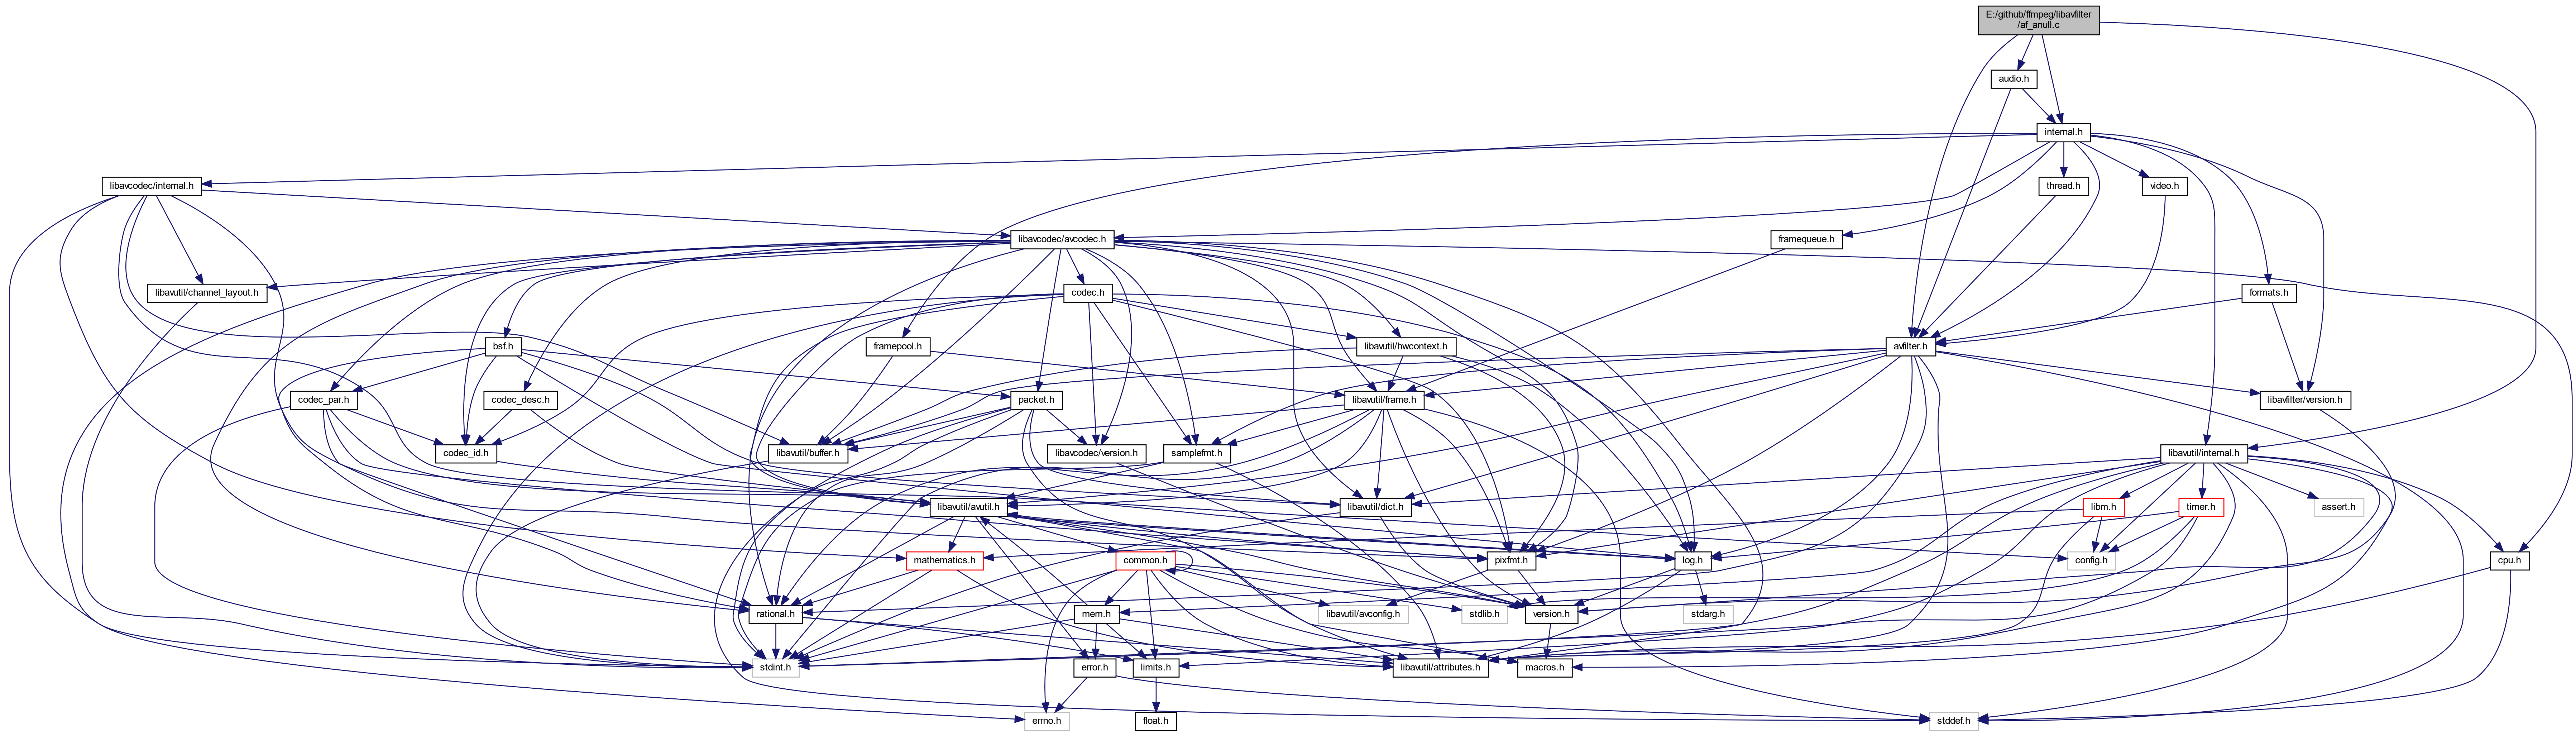 E:/github/ffmpeg/libavfilter
/af_anull.c
audio.h
internal.h
libavcodec/internal.h
thread.h
video.h
libavcodec/avcodec.h
framequeue.h
libavutil/channel_layout.h
codec.h
formats.h
bsf.h
framepool.h
libavutil/hwcontext.h
avfilter.h
codec_par.h
codec_desc.h
packet.h
libavutil/frame.h
libavfilter/version.h
codec_id.h
libavutil/buffer.h
libavcodec/version.h
samplefmt.h
libavutil/internal.h
libavutil/avutil.h
libavutil/dict.h
libm.h
timer.h
assert.h
mathematics.h
common.h
pixfmt.h
log.h
config.h
cpu.h
rational.h
mem.h
libavutil/avconfig.h
stdlib.h
version.h
stdarg.h
stdint.h
error.h
limits.h
libavutil/attributes.h
macros.h
errno.h
float.h
stddef.h